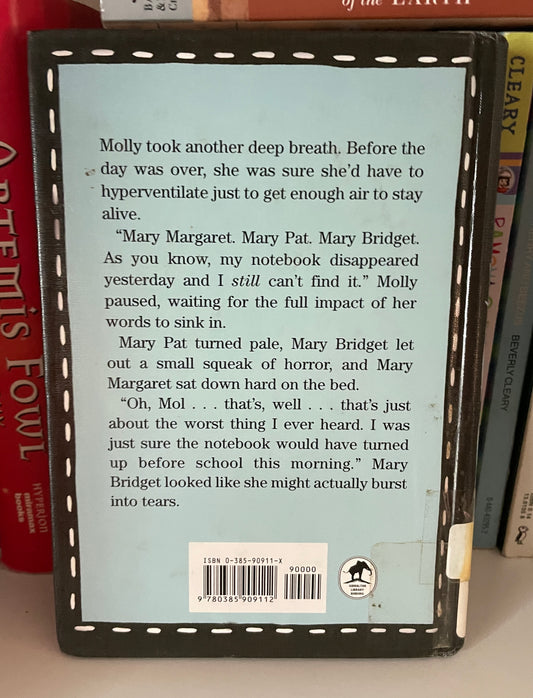 of the EARTH
Molly took another deep breath. Before the
day was over, she was sure she’d have to
hyperventilate just to get enough air to stay
alive.
“Mary Margaret. Mary Pat. Mary Bridget.
As you know, my notebook disappeared
yesterday and I still can’t find it.” Molly
paused, waiting for the full impact of her
words to sink in.
Mary Pat turned pale, Mary Bridget let
out a small squeak of horror, and Mary
Margaret sat down hard on the bed.
“Oh, Mol . . . that’s, well . . . that’s just
about the worst thing I ever heard. I was
just sure the notebook would have turned
up before school this morning.” Mary
Bridget looked like she might actually burst
into tears.
ISBN 0-385-90911-X
90000
9 780385 909112
GIBRALTAR
LIBRARY
BINDING
ARTEMIS FOWL
HYPERION
miramax
books
CLEARY
BEVERLY CLEARY